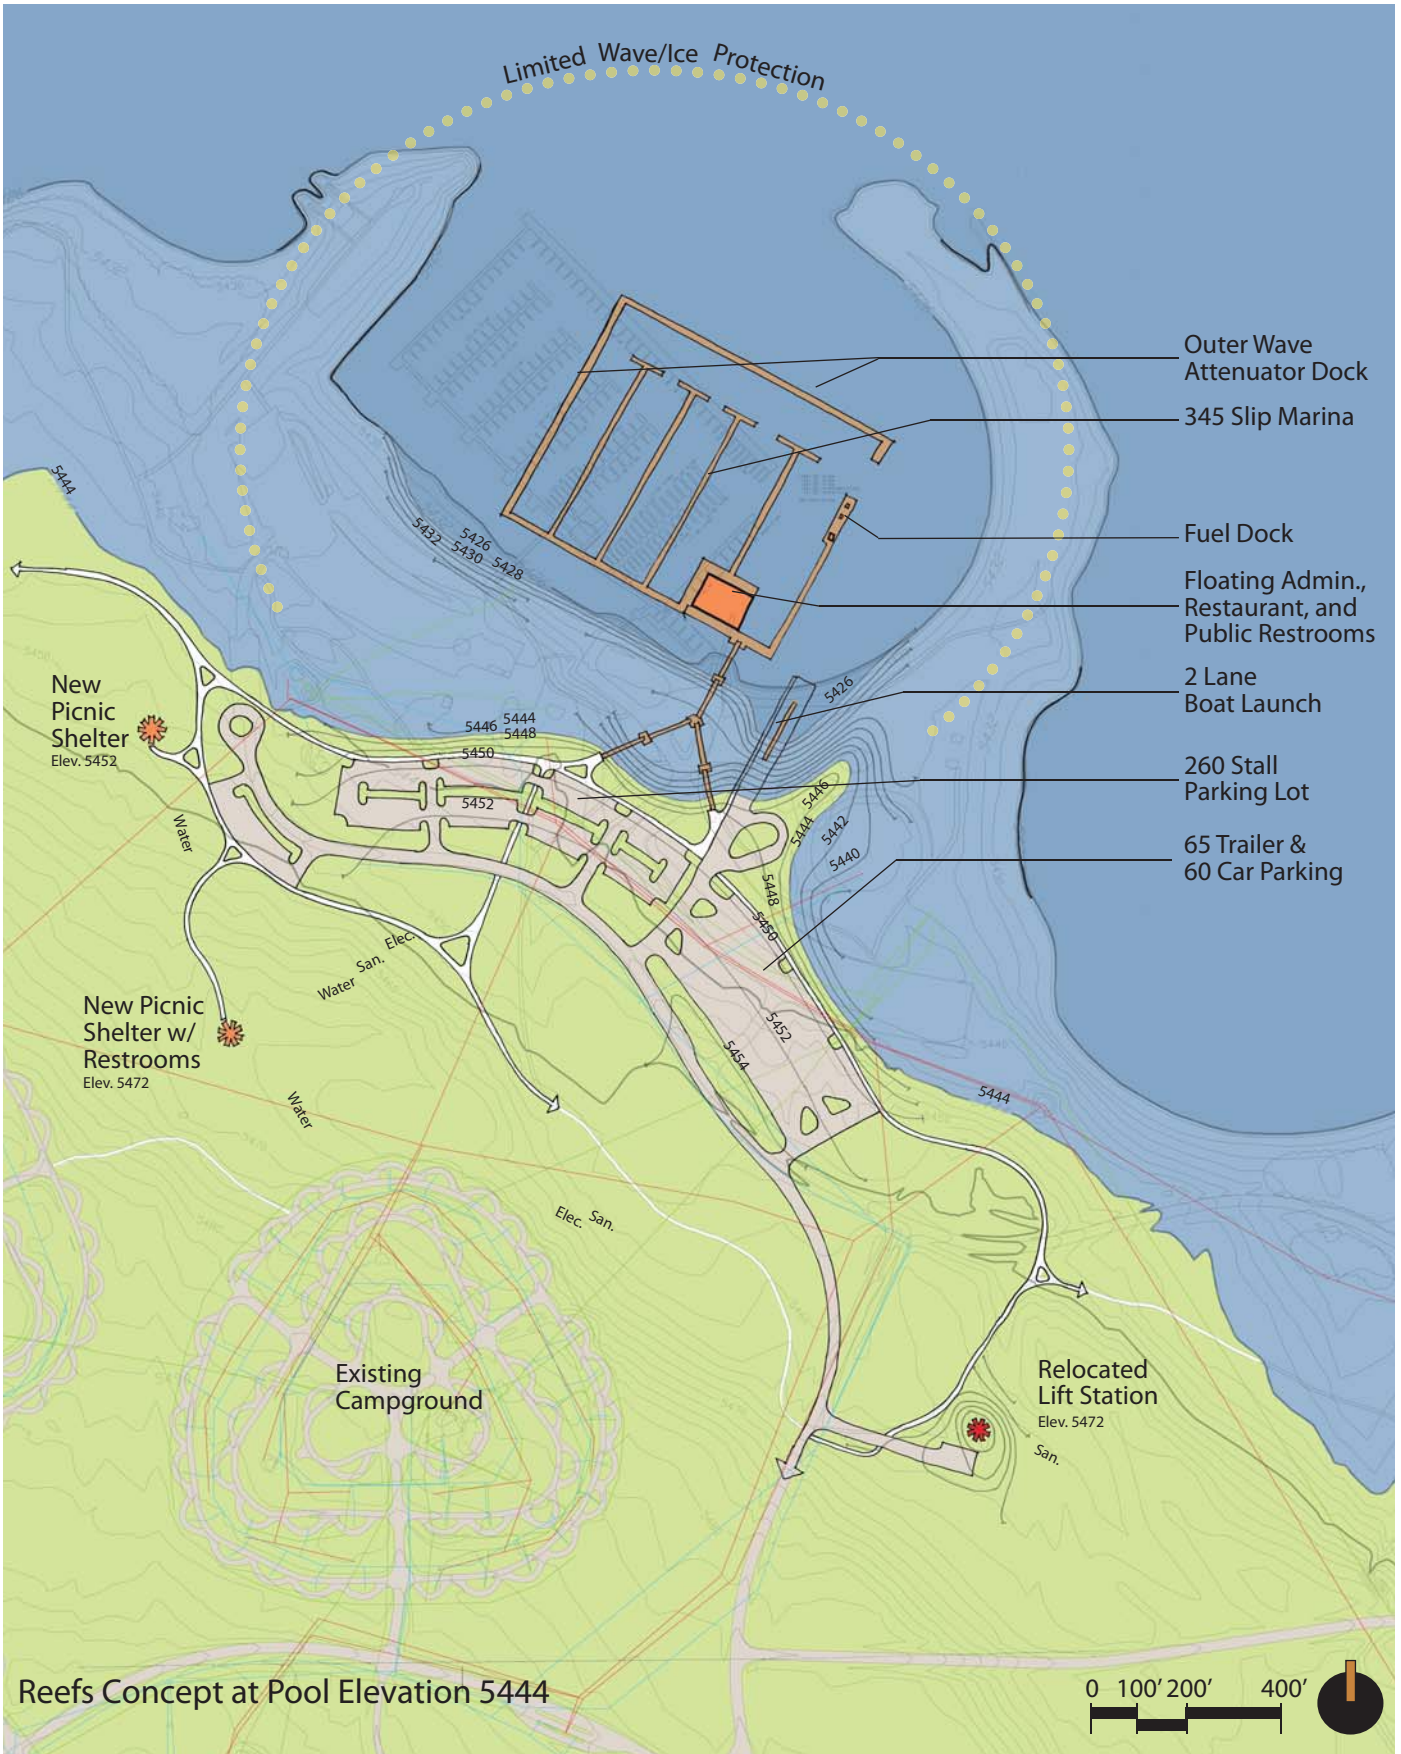 Limited Wave/Ice Protection
Outer Wave
Attenuator Dock
345 Slip Marina
Fuel Dock
Floating Admin.,
Restaurant, and
Public Restrooms
2 Lane
Boat Launch
260 Stall
Parking Lot
65 Trailer &
60 Car Parking
5444
5432
5426
5430
5428
5426
New
Picnic
Shelter
Elev. 5452
5446
5444
5448
5450
5452
5446
5444
5442
5440
5448
5450
5452
5454
5444
Water
Elec.
San.
Water
New Picnic
Shelter w/
Restrooms
Elev. 5472
Water
Elec.
San.
Existing
Campground
Relocated
Lift Station
Elev. 5472
San.
Reefs Concept at Pool Elevation 5444
0 100' 200' 400'